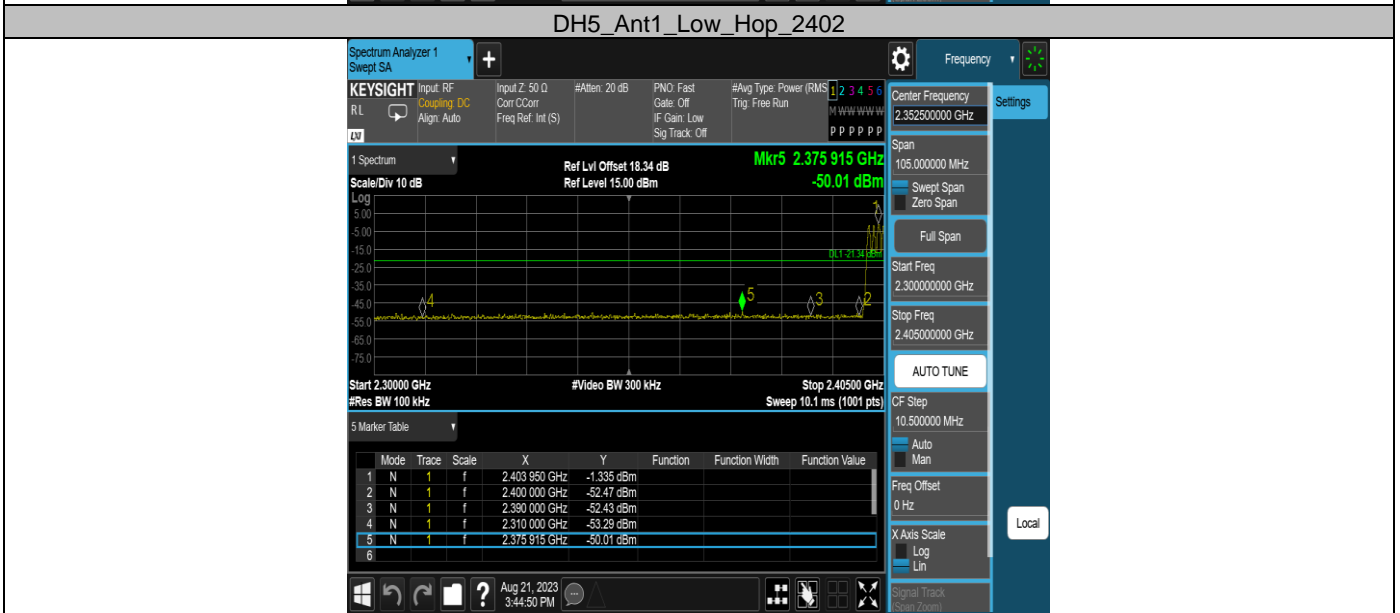 DH5_Ant1_Low_Hop_2402
Spectrum Analyzer 1
Swept SA
+
Frequency
KEYSIGHT
RL
LXI
Input: RF
Coupling: DC
Align: Auto
Input Z: 50 Ω
Corr CCorr
Freq Ref: Int (S)
#Atten: 20 dB
PNO: Fast
Gate: Off
IF Gain: Low
Sig Track: Off
#Avg Type: Power (RMS
Trig: Free Run
1 2 3 4 5 6
M W W W W W
P P P P P P
Center Frequency
2.352500000 GHz
Settings
Span
105.000000 MHz
Swept Span
Zero Span
Full Span
Start Freq
2.300000000 GHz
Stop Freq
2.405000000 GHz
AUTO TUNE
CF Step
10.500000 MHz
Auto
Man
Freq Offset
0 Hz
X Axis Scale
Log
Lin
Signal Track
(Span Zoom)
Local
1 Spectrum
Scale/Div 10 dB
Ref Lvl Offset 18.34 dB
Ref Level 15.00 dBm
Mkr5 2.375 915 GHz
-50.01 dBm
Log
5.00
-5.00
-15.0
-25.0
-35.0
-45.0
-55.0
-65.0
-75.0
1
DL1 -21.34 dBm
4
5
3
2
Start 2.30000 GHz
#Video BW 300 kHz
Stop 2.40500 GHz
#Res BW 100 kHz
Sweep 10.1 ms (1001 pts)
5 Marker Table
Mode Trace Scale X Y Function Function Width Function Value
1 N 1 f 2.403 950 GHz -1.335 dBm
2 N 1 f 2.400 000 GHz -52.47 dBm
3 N 1 f 2.390 000 GHz -52.43 dBm
4 N 1 f 2.310 000 GHz -53.29 dBm
5 N 1 f 2.375 915 GHz -50.01 dBm
6
?
Aug 21, 2023
3:44:50 PM